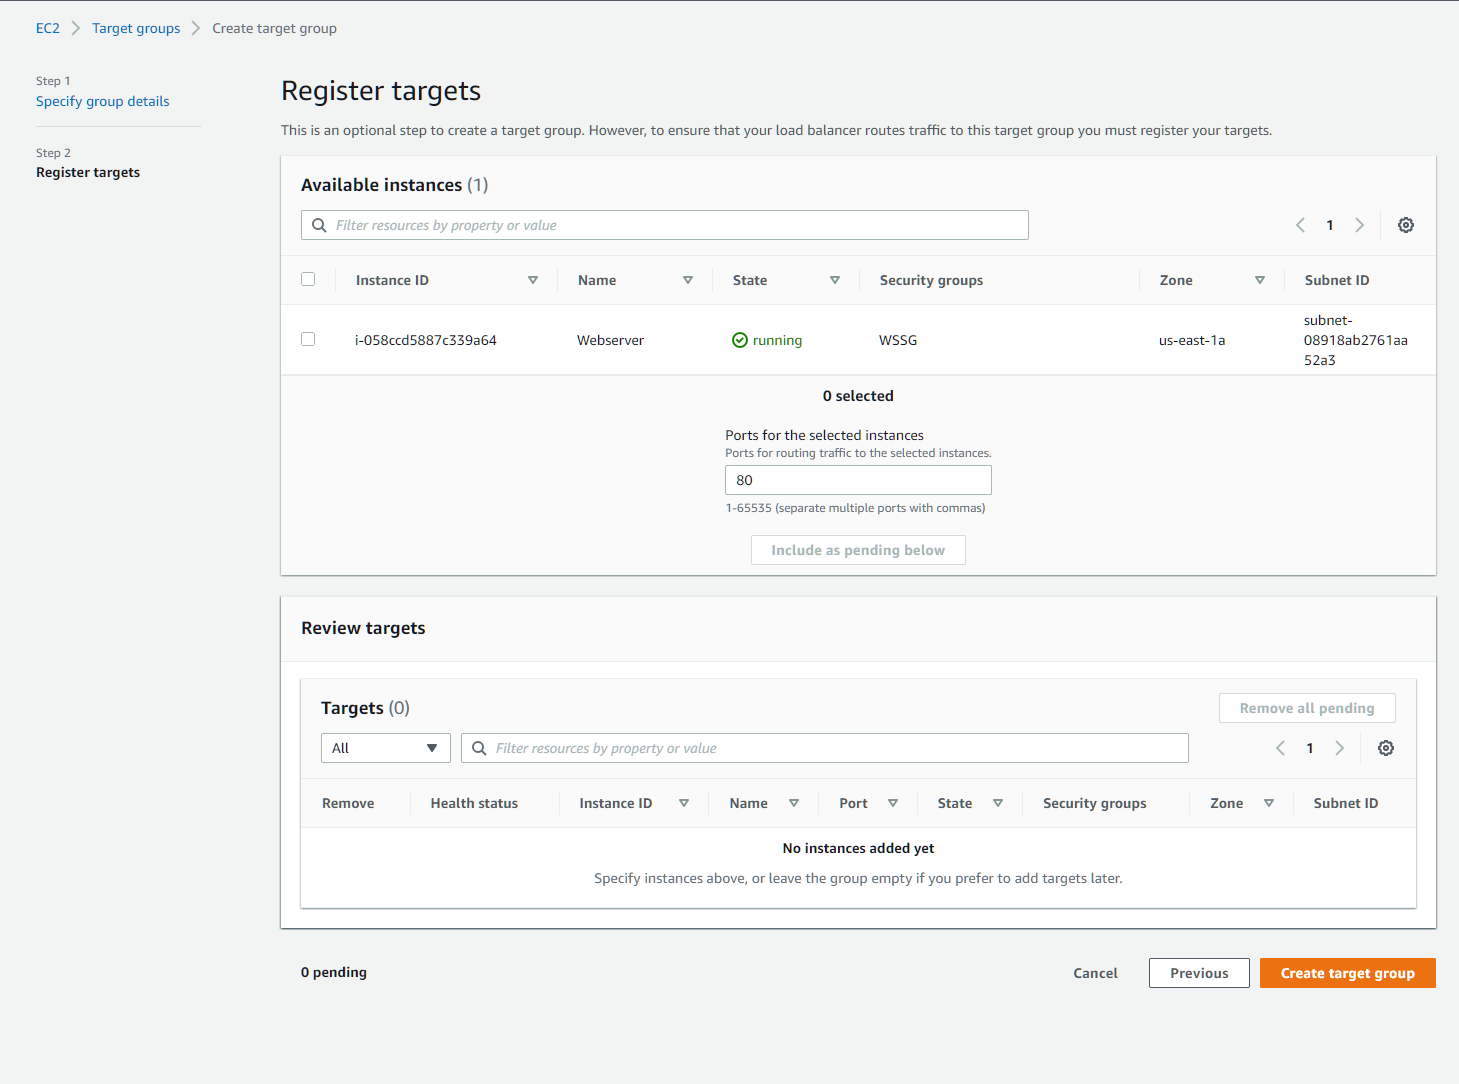 EC2 Target groups Create target group
Step 1
Specify group details
Step 2
Register targets
Register targets
This is an optional step to create a target group. However, to ensure that your load balancer routes traffic to this target group you must register your targets.
Available instances (1)
Filter resources by property or value
1
Instance ID Name State Security groups Zone Subnet ID
i-058ccd5887c339a64 Webserver running WSSG us-east-1a subnet-
08918ab2761aa
52a3
0 selected
Ports for the selected instances
Ports for routing traffic to the selected instances.
80
1-65535 (separate multiple ports with commas)
Include as pending below
Review targets
Targets (0)
Remove all pending
All
Filter resources by property or value
1
Remove Health status Instance ID Name Port State Security groups Zone Subnet ID
No instances added yet
Specify instances above, or leave the group empty if you prefer to add targets later.
0 pending
Cancel
Previous
Create target group